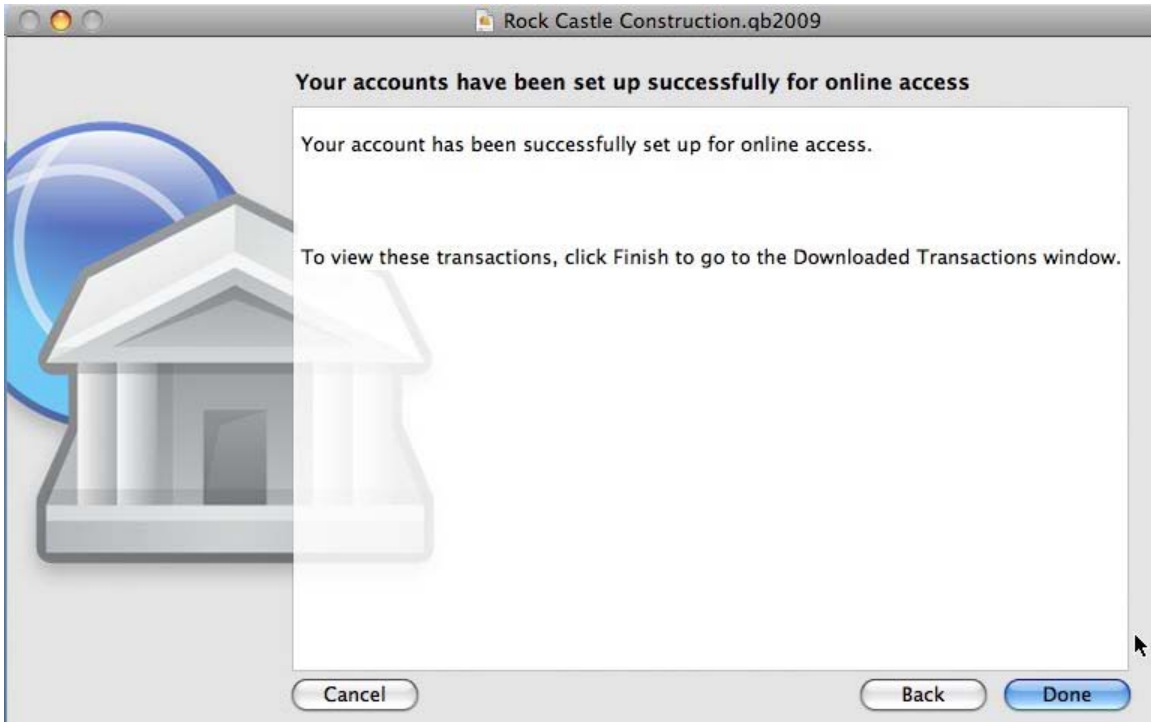 Rock Castle Construction.qb2009
Your accounts have been set up successfully for online access
Your account has been successfully set up for online access.
To view these transactions, click Finish to go to the Downloaded Transactions window.
Cancel
Back
Done